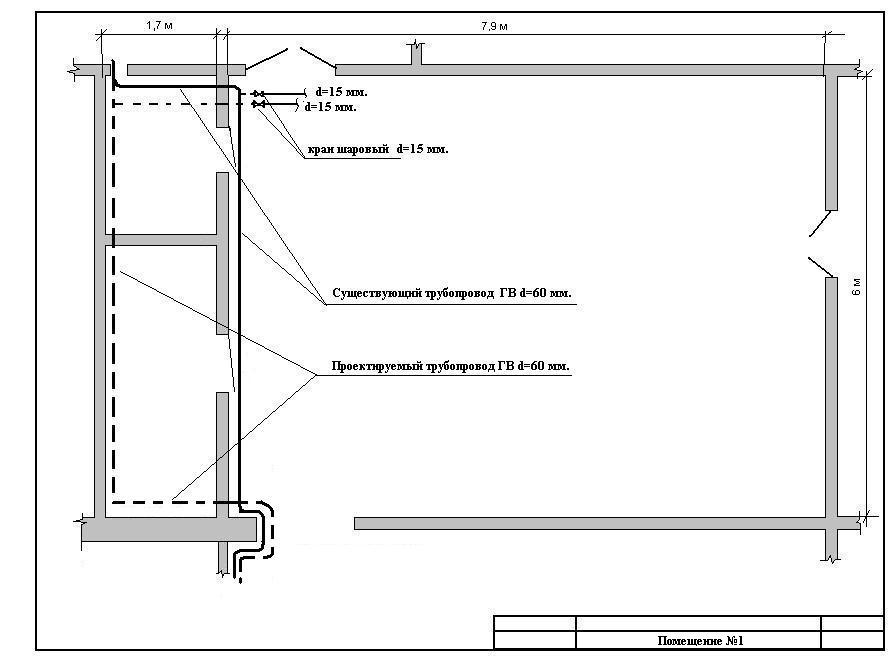 1,7 м
7,9 м
d=15 мм.
d=15 мм.
кран шаровый d=15 мм.
Существующий трубопровод ГВ d=60 мм.
6 м
Проектируемый трубопровод ГВ d=60 мм.
Помещение №1